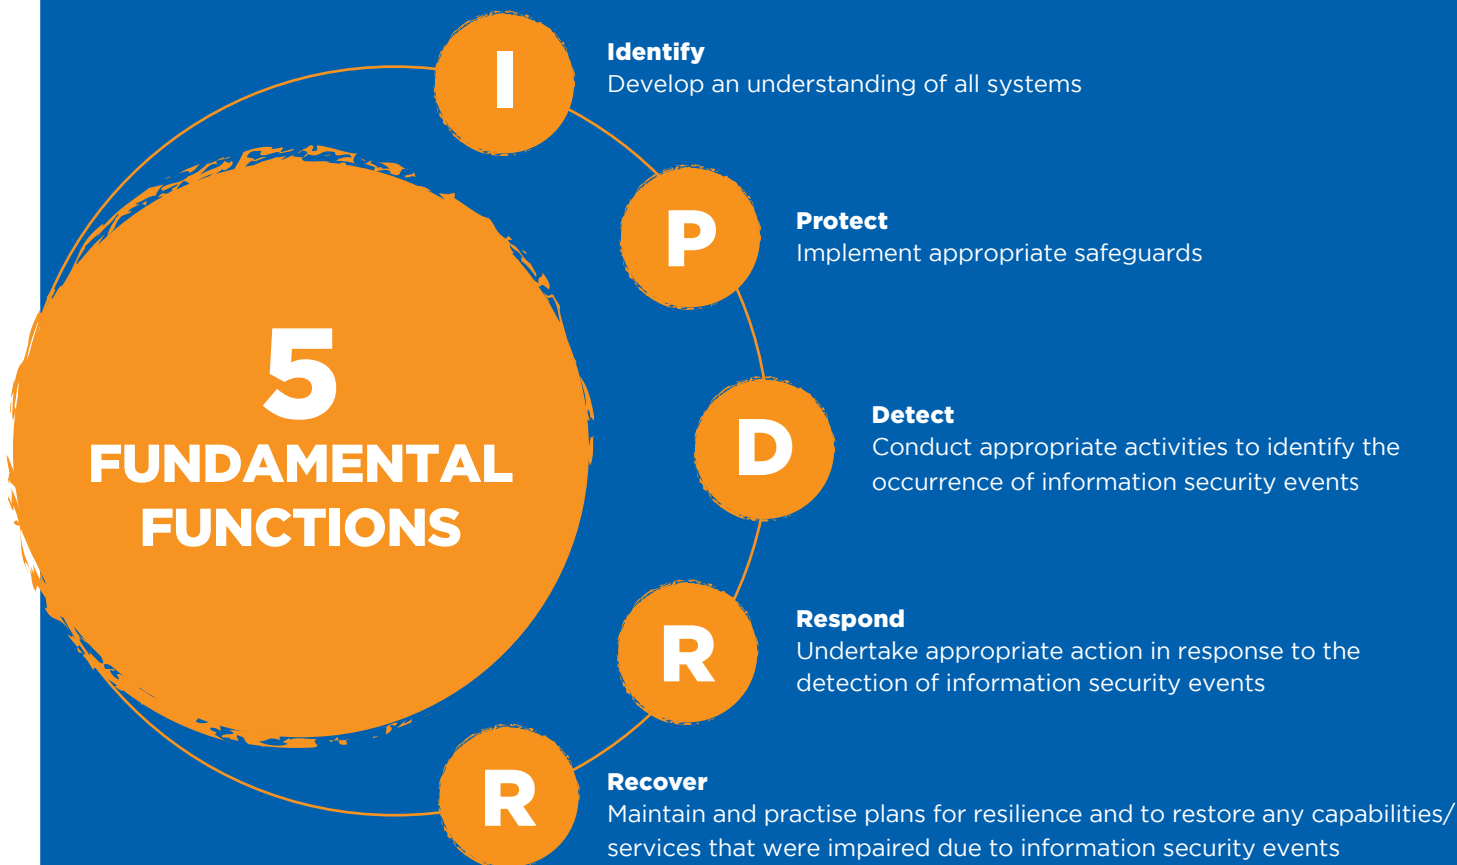 I
Identify
Develop an understanding of all systems
P
Protect
Implement appropriate safeguards
5
FUNDAMENTAL
FUNCTIONS
D
Detect
Conduct appropriate activities to identify the
occurrence of information security events
R
Respond
Undertake appropriate action in response to the
detection of information security events
R
Recover
Maintain and practise plans for resilience and to restore any capabilities/
services that were impaired due to information security events